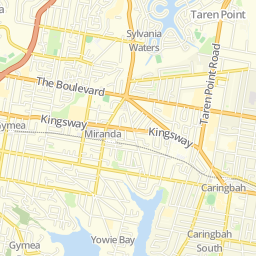 Taren Point
Sylvania
Waters
The Boulevard
Taren Point Road
Gymea
Kingsway
Miranda
Kingsway
Caringbah
Yowie Bay
Gymea
Caringbah
South